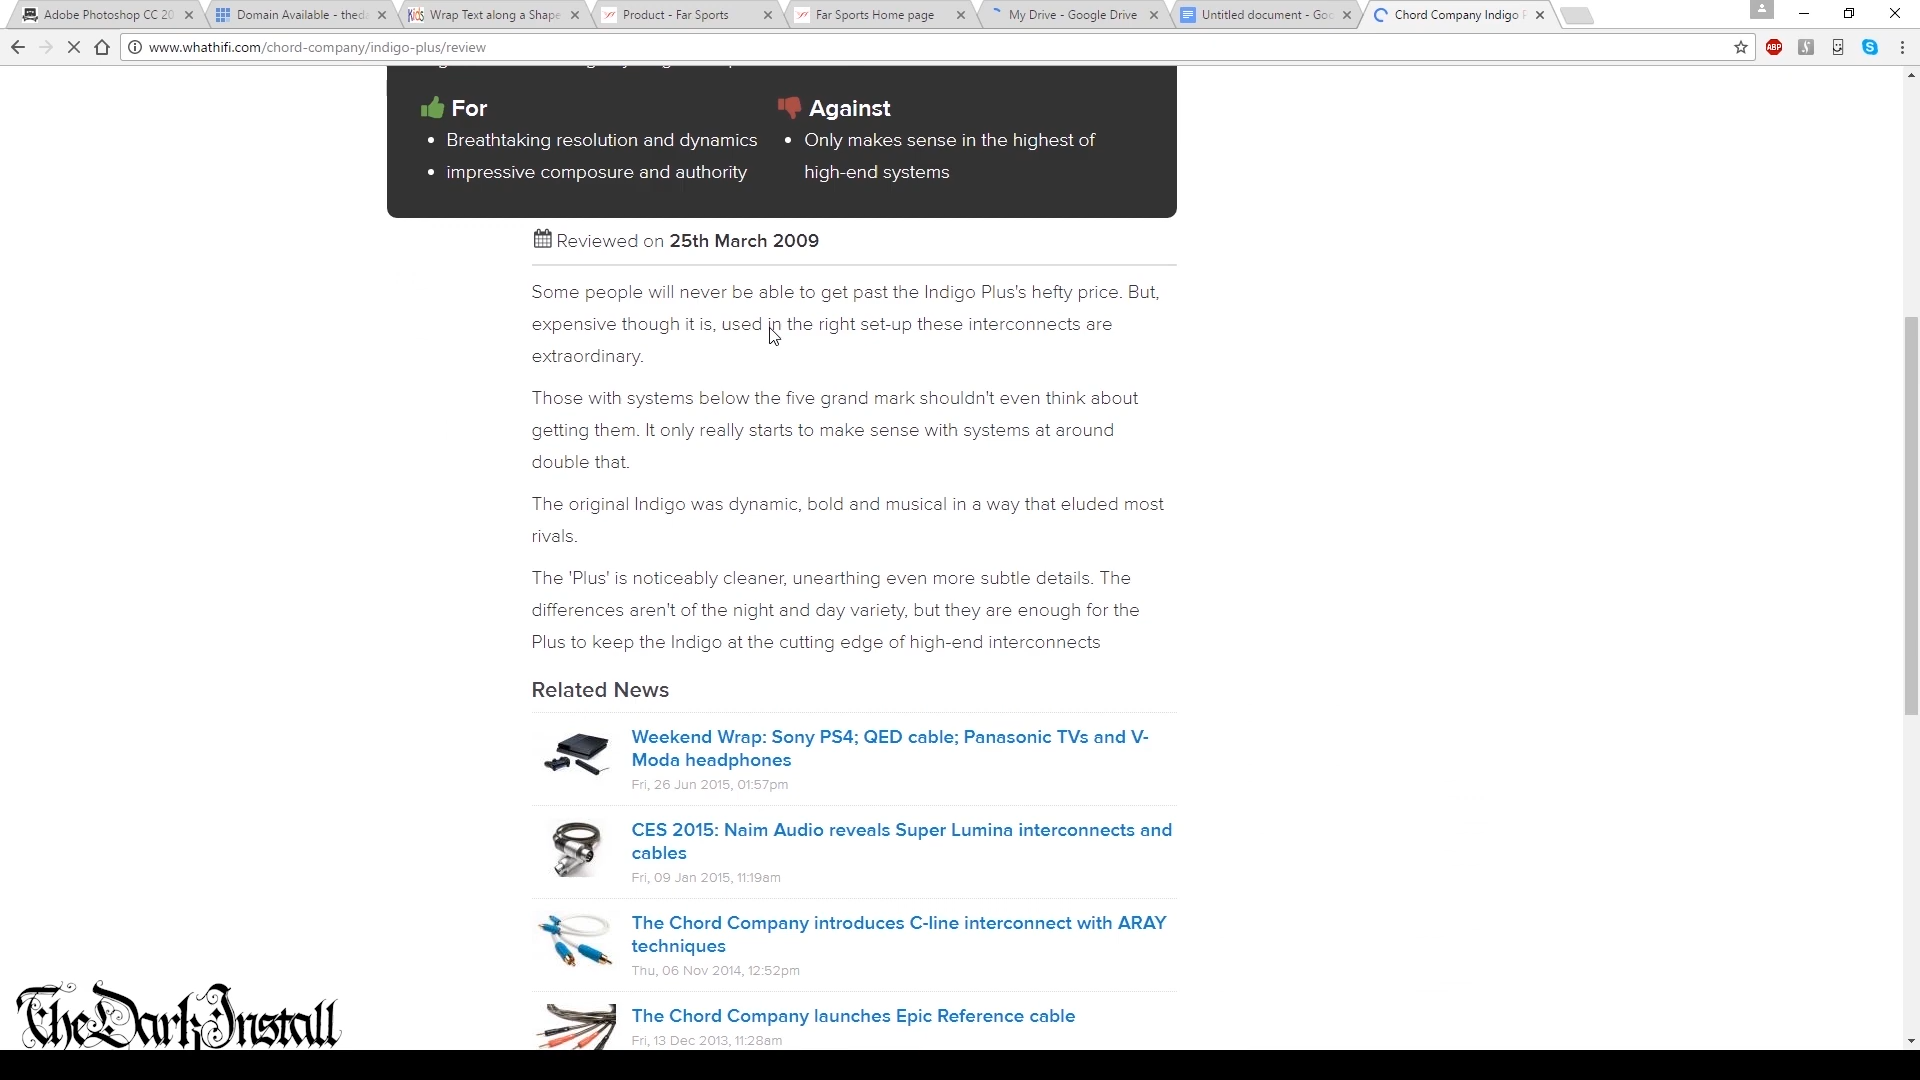 Adobe Photoshop CC 20
Domain Available - theda
Kids Wrap Text along a Shape
Product - Far Sports
Far Sports Home page
My Drive - Google Drive
Untitled document - Goo
Chord Company Indigo P
www.whathifi.com/chord-company/indigo-plus/review
ABP
For
Against
Breathtaking resolution and dynamics
Only makes sense in the highest of
impressive composure and authority
high-end systems
Reviewed on 25th March 2009
Some people will never be able to get past the Indigo Plus's hefty price. But,
expensive though it is, used in the right set-up these interconnects are
extraordinary.
Those with systems below the five grand mark shouldn't even think about
getting them. It only really starts to make sense with systems at around
double that.
The original Indigo was dynamic, bold and musical in a way that eluded most
rivals.
The 'Plus' is noticeably cleaner, unearthing even more subtle details. The
differences aren't of the night and day variety, but they are enough for the
Plus to keep the Indigo at the cutting edge of high-end interconnects
Related News
Weekend Wrap: Sony PS4; QED cable; Panasonic TVs and V-
Moda headphones
Fri, 26 Jun 2015, 01:57pm
CES 2015: Naim Audio reveals Super Lumina interconnects and
cables
Fri, 09 Jan 2015, 11:19am
The Chord Company introduces C-line interconnect with ARAY
techniques
Thu, 06 Nov 2014, 12:52pm
The Chord Company launches Epic Reference cable
Fri, 13 Dec 2013, 11:28am
TheDarkInstall